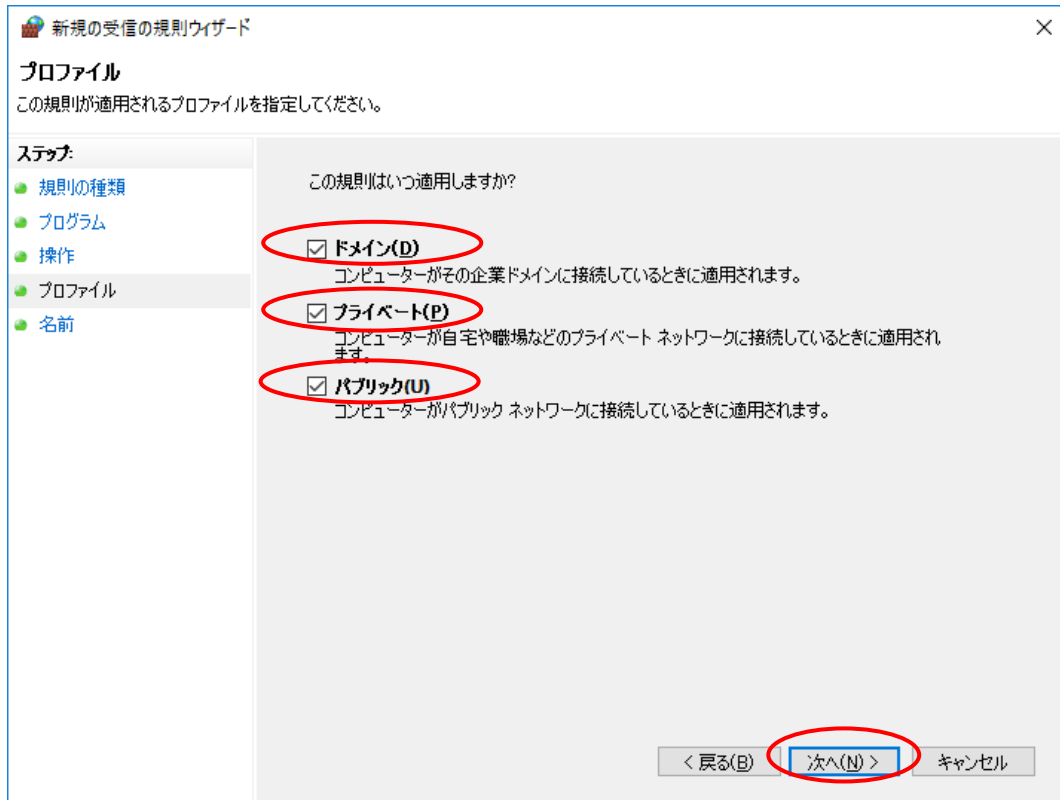 新規の受信の規則ウィザード
プロファイル
この規則が適用されるプロファイルを指定してください。
ステップ:
規則の種類
プログラム
操作
プロファイル
名前
この規則はいつ適用しますか?
ドメイン(D)
コンピューターがその企業ドメインに接続しているときに適用されます。
プライベート(P)
コンピューターが自宅や職場などのプライベート ネットワークに接続しているときに適用され
ます。
パブリック(U)
コンピューターがパブリック ネットワークに接続しているときに適用されます。
< 戻る(B)
次へ(N) >
キャンセル